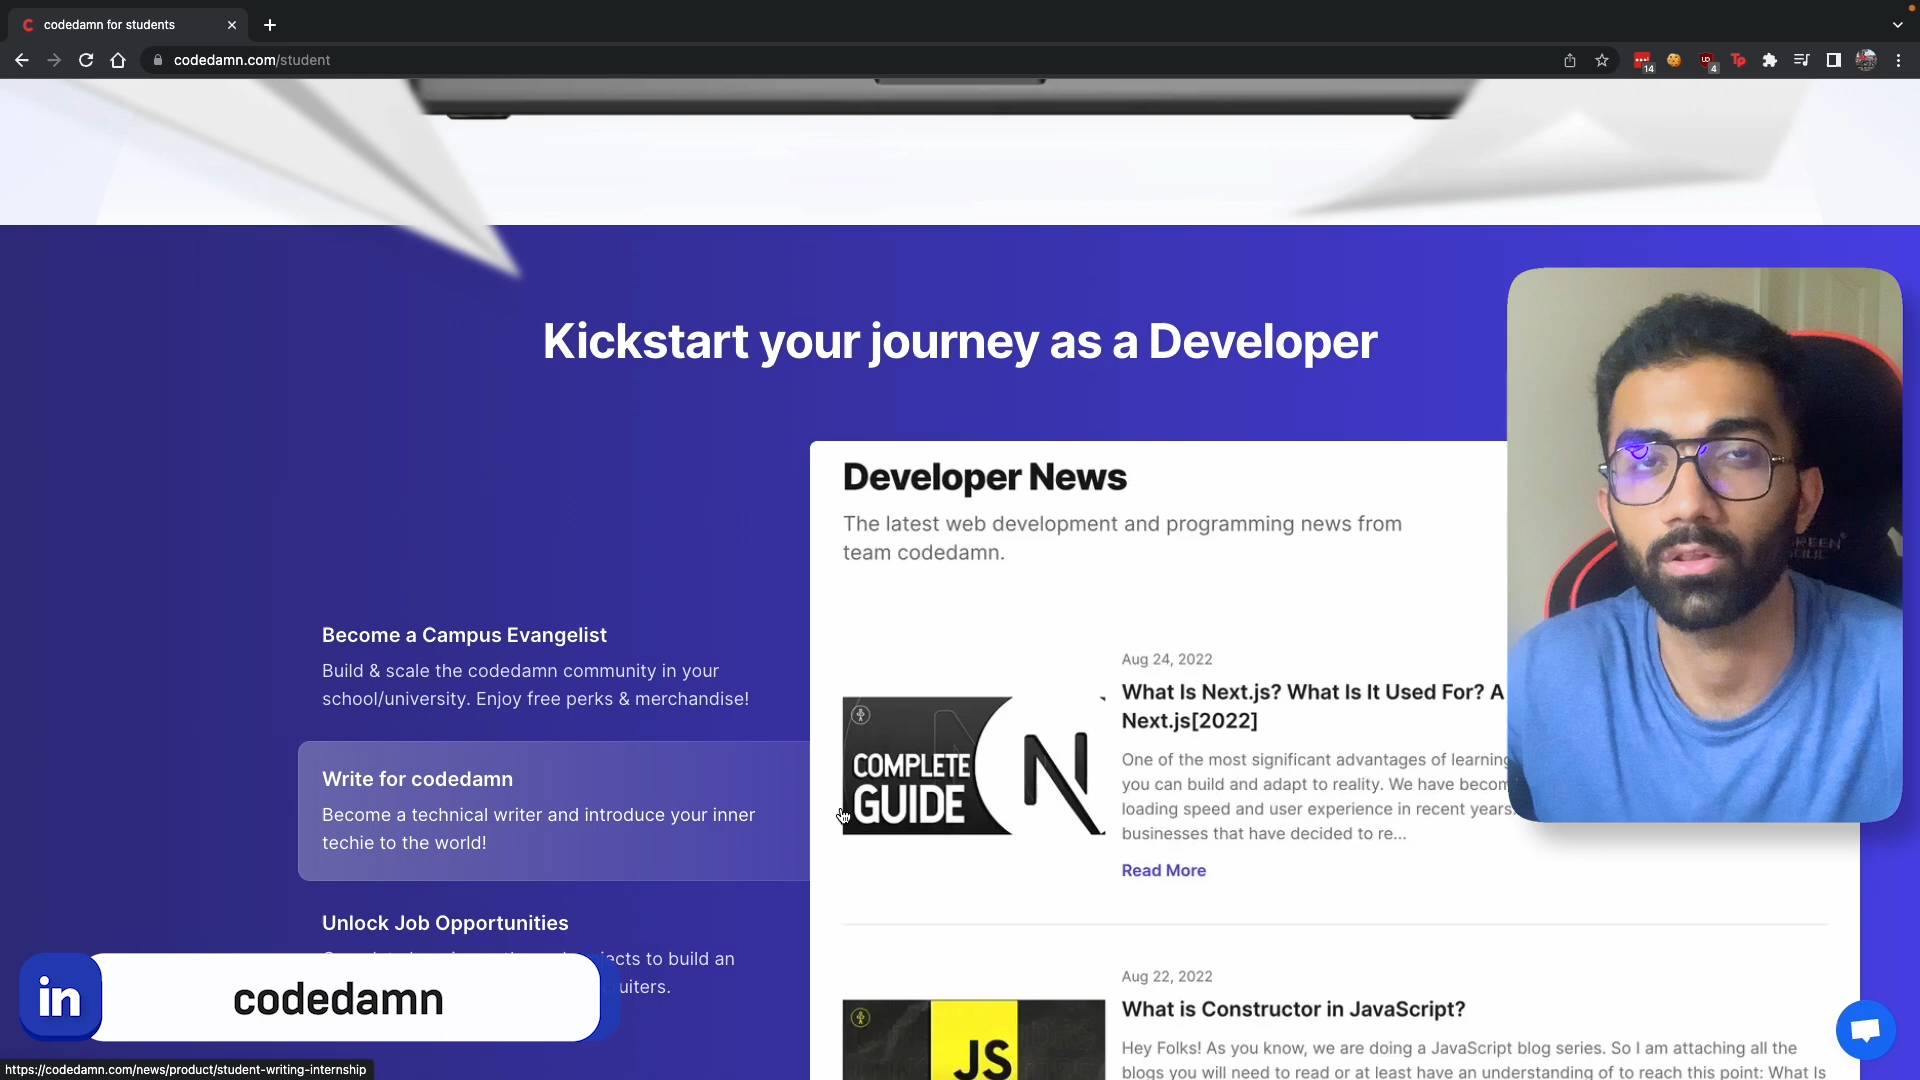 codedamn for students
codedamn.com/student
14
4
Tp
Kickstart your journey as a Developer
Developer News
The latest web development and programming news from
team codedamn.
Become a Campus Evangelist
Build & scale the codedamn community in your
school/university. Enjoy free perks & merchandise!
Write for codedamn
Become a technical writer and introduce your inner
techie to the world!
Unlock Job Opportunities
to build an
COMPLETE
GUIDE
N
Aug 24, 2022
What Is Next.js? What Is It Used For? A
Next.js[2022]
One of the most significant advantages of learning
you can build and adapt to reality. We have
loading speed and user experience in recent years.
businesses that have decided to re...
Read More
Aug 22, 2022
What is Constructor in JavaScript?
Hey Folks! As you know, we are doing a JavaScript blog series. So I am attaching all the
blogs you will need to read or at least have an understanding of to reach this point: What Is
JS
GREEN
SOUL
in
codedamn
https://codedamn.com/news/product/student-writing-internship